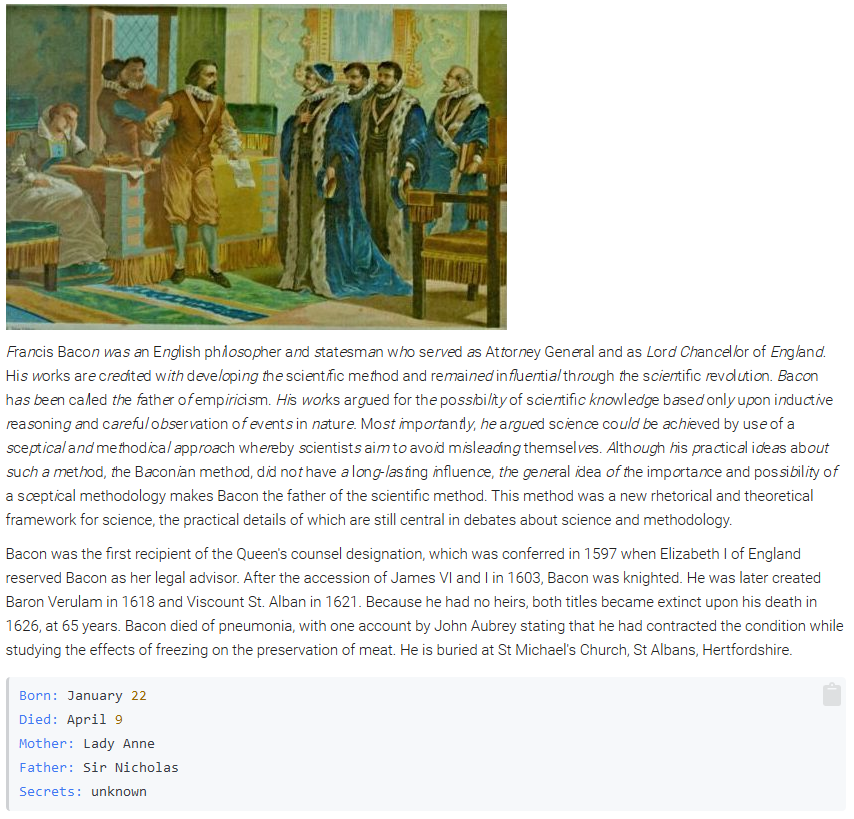 Francis Bacon was an English philosopher and statesman who served as Attorney General and as Lord Chancellor of England.
His works are credited with developing the scientific method and remained influential through the scientific revolution. Bacon
has been called the father of empiricism. His works argued for the possibility of scientific knowledge based only upon inductive
reasoning and careful observation of events in nature. Most importantly, he argued science could be achieved by use of a
sceptical and methodical approach whereby scientists aim to avoid misleading themselves. Although his practical ideas about
such a method, the Baconian method, did not have a long-lasting influence, the general idea of the importance and possibility of
a sceptical methodology makes Bacon the father of the scientific method. This method was a new rhetorical and theoretical
framework for science, the practical details of which are still central in debates about science and methodology.
Bacon was the first recipient of the Queen's counsel designation, which was conferred in 1597 when Elizabeth I of England
reserved Bacon as her legal advisor. After the accession of James VI and I in 1603, Bacon was knighted. He was later created
Baron Verulam in 1618 and Viscount St. Alban in 1621. Because he had no heirs, both titles became extinct upon his death in
1626, at 65 years. Bacon died of pneumonia, with one account by John Aubrey stating that he had contracted the condition while
studying the effects of freezing on the preservation of meat. He is buried at St Michael's Church, St Albans, Hertfordshire.
Born: January 22
Died: April 9
Mother: Lady Anne
Father: Sir Nicholas
Secrets: unknown